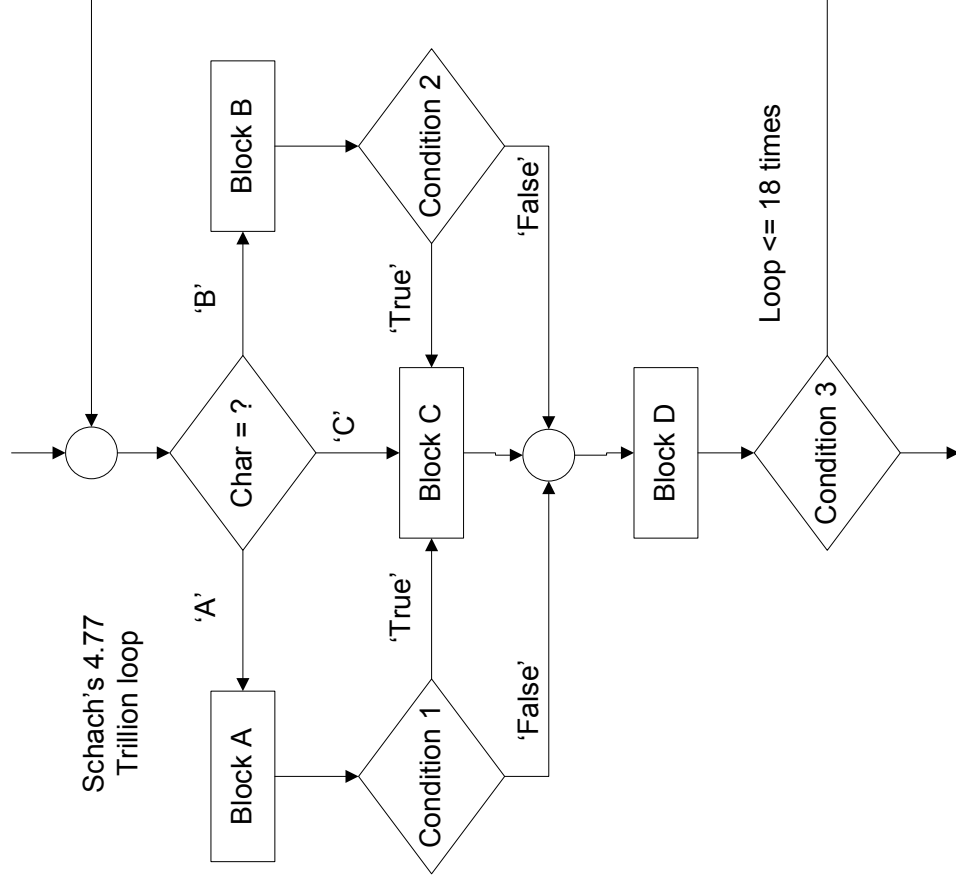 Schach’s 4.77
Trillion loop
Char = ?
‘A’
‘B’
‘C’
Block A
Block B
Condition 1
‘True’
Block C
‘True’
Condition 2
‘False’
‘False’
Block D
Condition 3
Loop <= 18 times